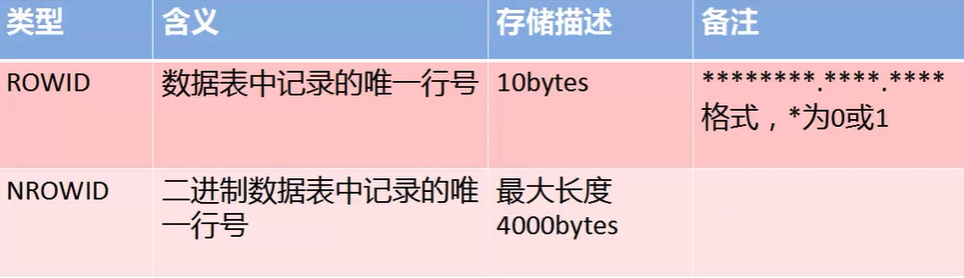 类型 含义 存储描述 备注
ROWID 数据表中记录的唯一行号 10bytes ********.****.****
格式，*为0或1
NROWID 二进制数据表中记录的唯 最大长度
一行号 4000bytes